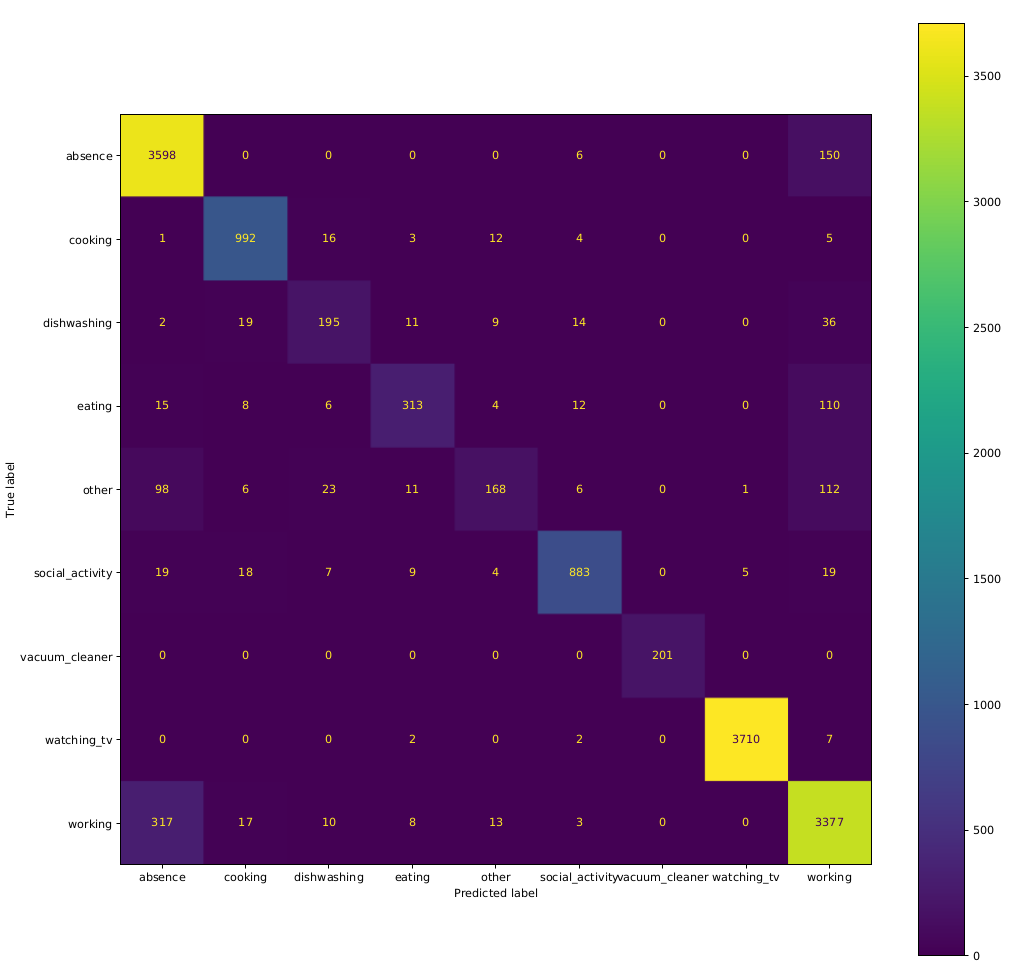 absence 3598 0 0 0 0 6 0 0 150
cooking 1 992 16 3 12 4 0 0 5
dishwashing 2 19 195 11 9 14 0 0 36
eating 15 8 6 313 4 12 0 0 110
other 98 6 23 11 168 6 0 1 112
social_activity 19 18 7 9 4 883 0 5 19
vacuum_cleaner 0 0 0 0 0 0 201 0 0
watching_tv 0 0 0 2 0 2 0 3710 7
working 317 17 10 8 13 3 0 0 3377
absence cooking dishwashing eating other social_activity vacuum_cleaner watching_tv working
Predicted label
True label
3500
3000
2500
2000
1500
1000
500
0